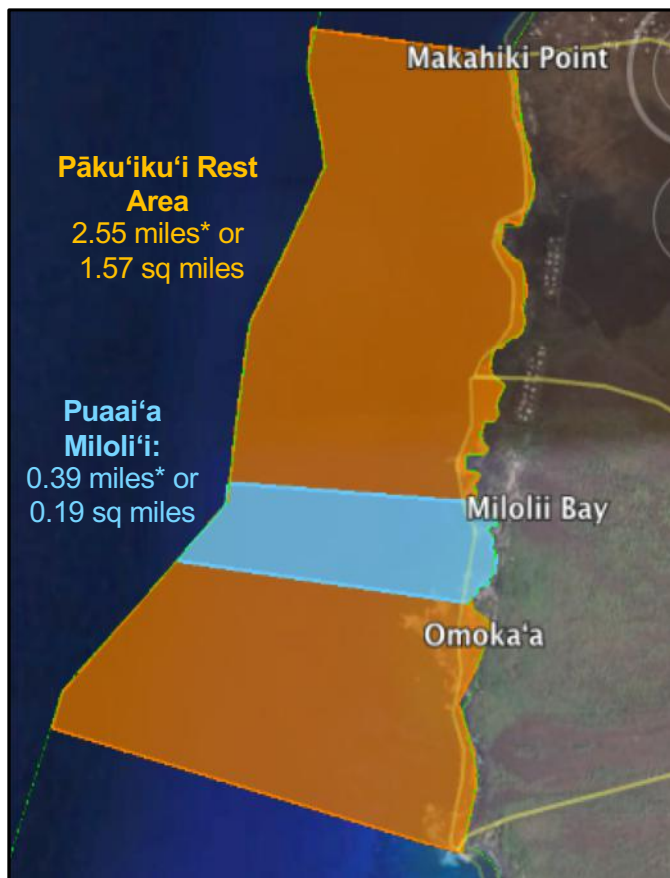 Makahiki Point
Pākuʻikuʻi Rest
Area
2.55 miles* or
1.57 sq miles
Puaaiʻa
Miloliʻi:
0.39 miles* or
0.19 sq miles
Milolii Bay
Omokaʻa